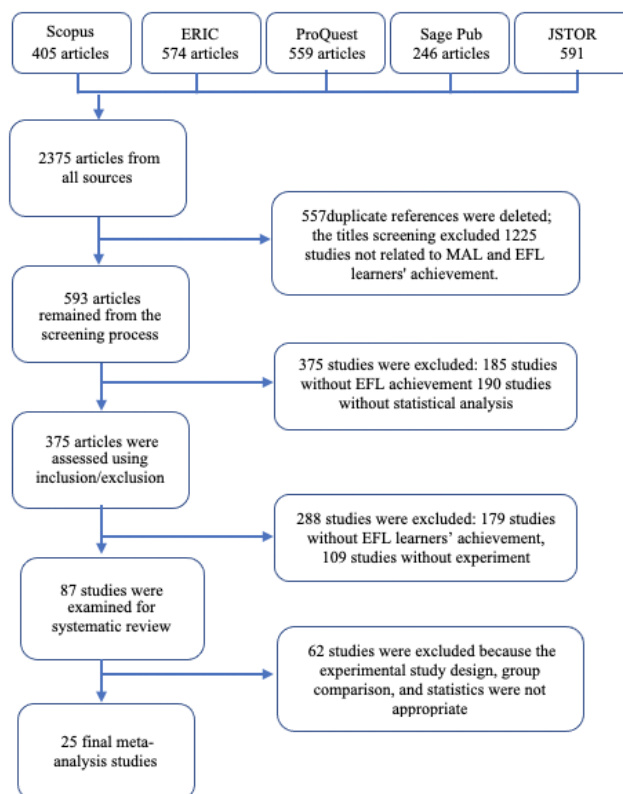 Scopus
405 articles
ERIC
574 articles
ProQuest
559 articles
Sage Pub
246 articles
JSTOR
591
2375 articles from
all sources
557duplicate references were deleted;
the titles screening excluded 1225
studies not related to MAL and EFL
learners' achievement.
593 articles
remained from the
screening process
375 studies were excluded: 185 studies
without EFL achievement 190 studies
without statistical analysis
375 articles were
assessed using
inclusion/exclusion
288 studies were excluded: 179 studies
without EFL learners’ achievement,
109 studies without experiment
87 studies were
examined for
systematic review
62 studies were excluded because the
experimental study design, group
comparison, and statistics were not
appropriate
25 final meta-
analysis studies